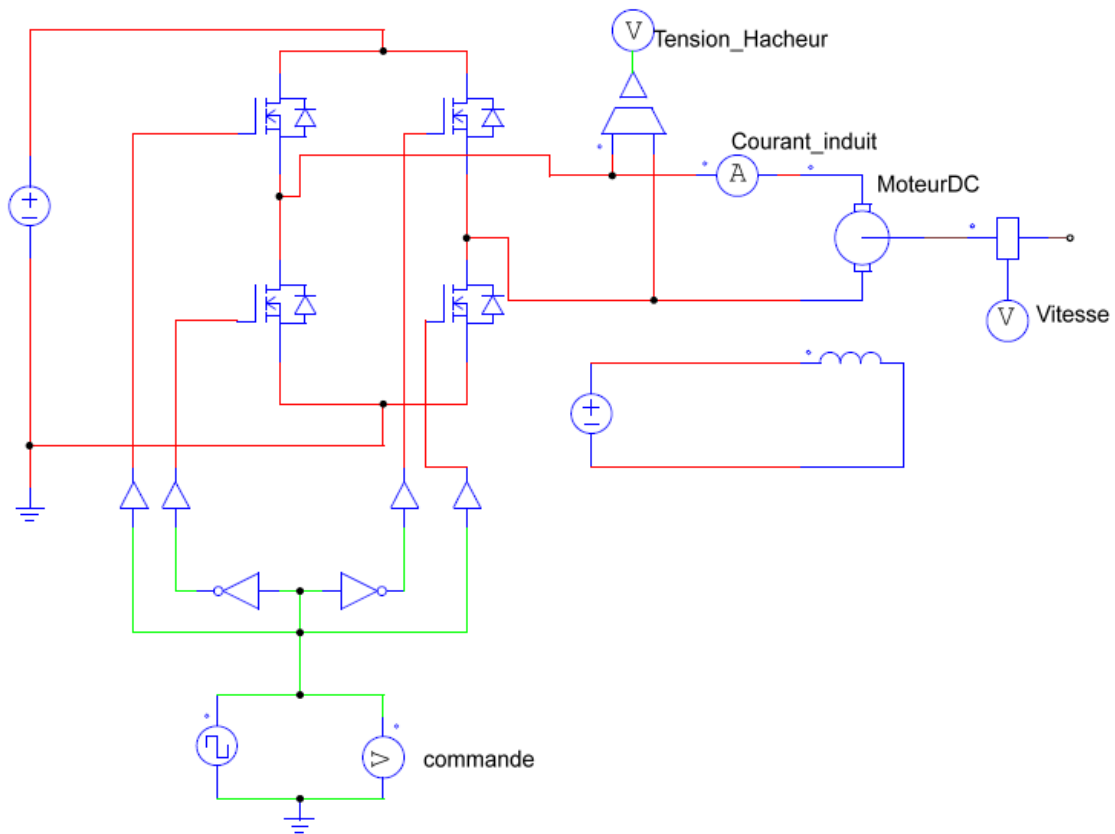 V
Tension_Hacheur
Courant_induit
A
MoteurDC
V
Vitesse
V
commande